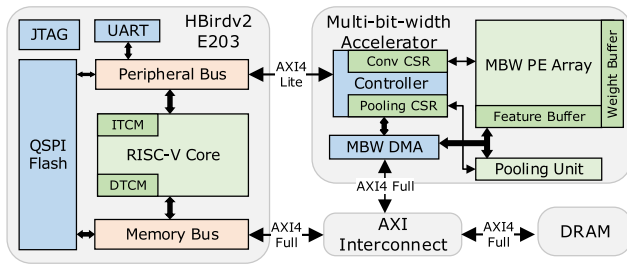 JTAG
UART
HBirdv2
E203
QSPI
Flash
Peripheral Bus
ITCM
RISC-V Core
DTCM
Memory Bus
AXI4
Lite
Multi-bit-width
Accelerator
Conv CSR
Controller
Pooling CSR
MBW DMA
MBW PE Array
Weight Buffer
Feature Buffer
Pooling Unit
AXI4 Full
AXI4
Full
AXI
Interconnect
AXI4
Full
DRAM